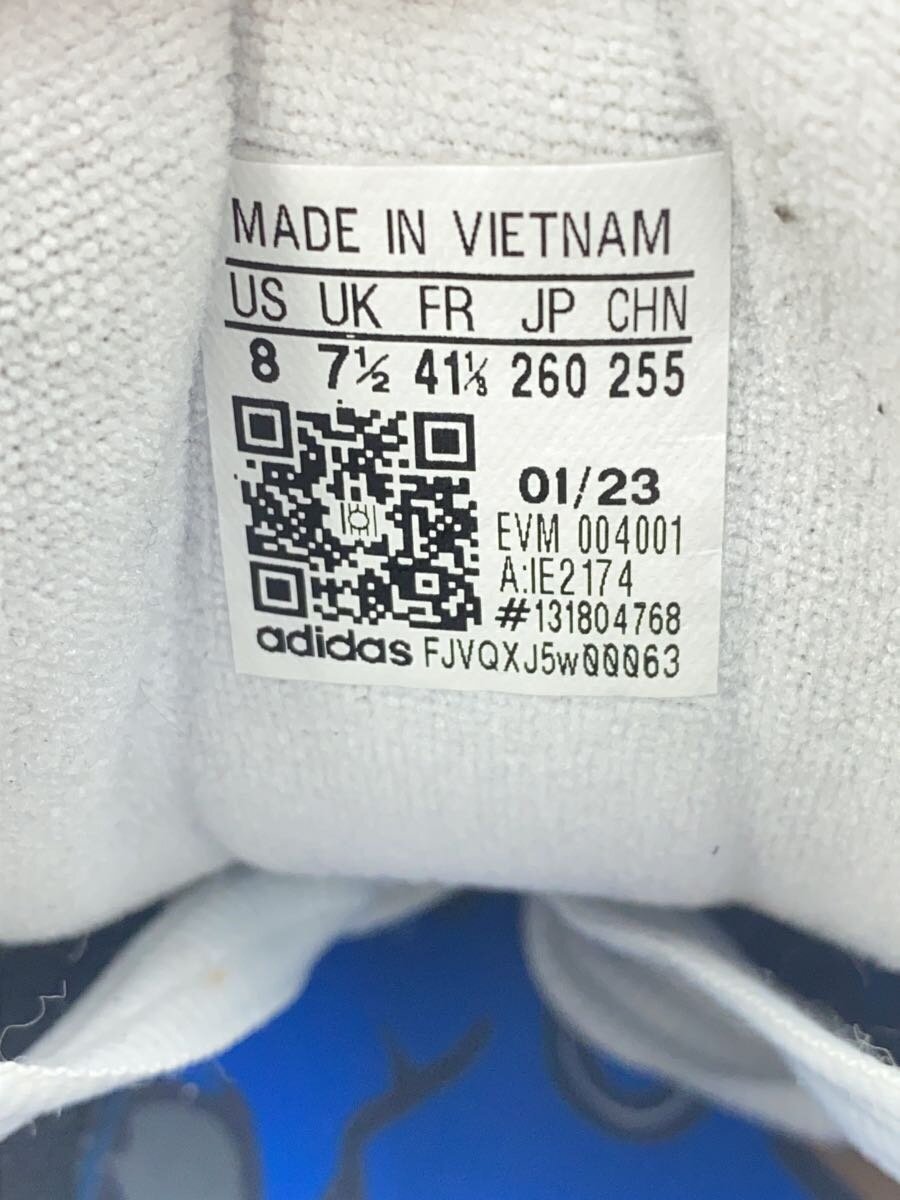 MADE IN VIETNAM
US UK FR JP CHN
8 7½ 41⅓ 260 255
01/23
EVM 004001
A:IE2174
#131804768
adidas FJVQXJ5w00063